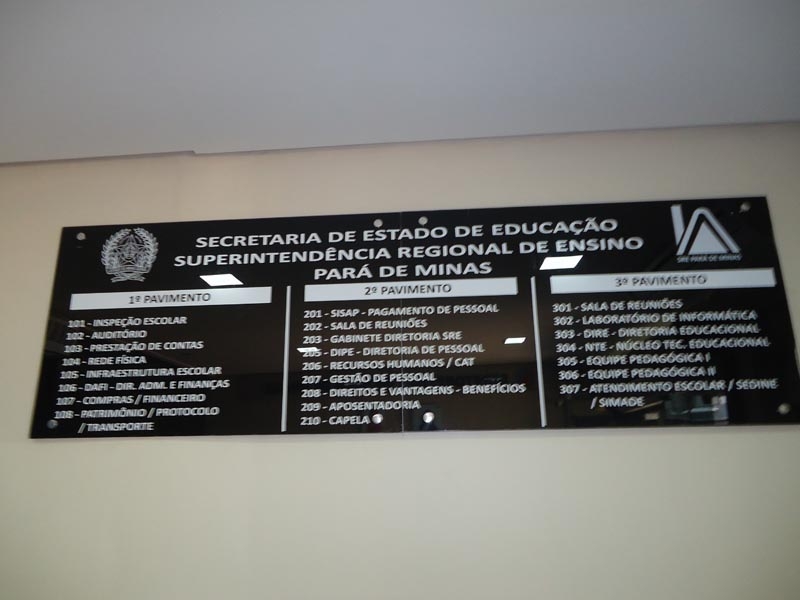 SECRETARIA DE ESTADO DE EDUCAÇÃO
SUPERINTENDÊNCIA REGIONAL DE ENSINO
PARÁ DE MINAS
SRE PARÁ DE MINAS
1º PAVIMENTO
101 - INSPEÇÃO ESCOLAR
102 - AUDITÓRIO
103 - PRESTAÇÃO DE CONTAS
104 - REDE FÍSICA
105 - INFRAESTRUTURA ESCOLAR
106 - DAFI - DIR. ADM. E FINANÇAS
107 - COMPRAS / FINANCEIRO
108 - PATRIMÔNIO / PROTOCOLO
/ TRANSPORTE
2º PAVIMENTO
201 - SISAP - PAGAMENTO DE PESSOAL
202 - SALA DE REUNIÕES
203 - GABINETE DIRETORIA SRE
205 - DIPE - DIRETORIA DE PESSOAL
206 - RECURSOS HUMANOS / CAT
207 - GESTÃO DE PESSOAL
208 - DIREITOS E VANTAGENS - BENEFÍCIOS
209 - APOSENTADORIA
210 - CAPELA
3º PAVIMENTO
301 - SALA DE REUNIÕES
302 - LABORATÓRIO DE INFORMÁTICA
303 - DIRE - DIRETORIA EDUCACIONAL
304 - NTE - NÚCLEO TEC. EDUCACIONAL
305 - EQUIPE PEDAGÓGICA I
306 - EQUIPE PEDAGÓGICA II
307 - ATENDIMENTO ESCOLAR / SEDINE
/ SIMADE